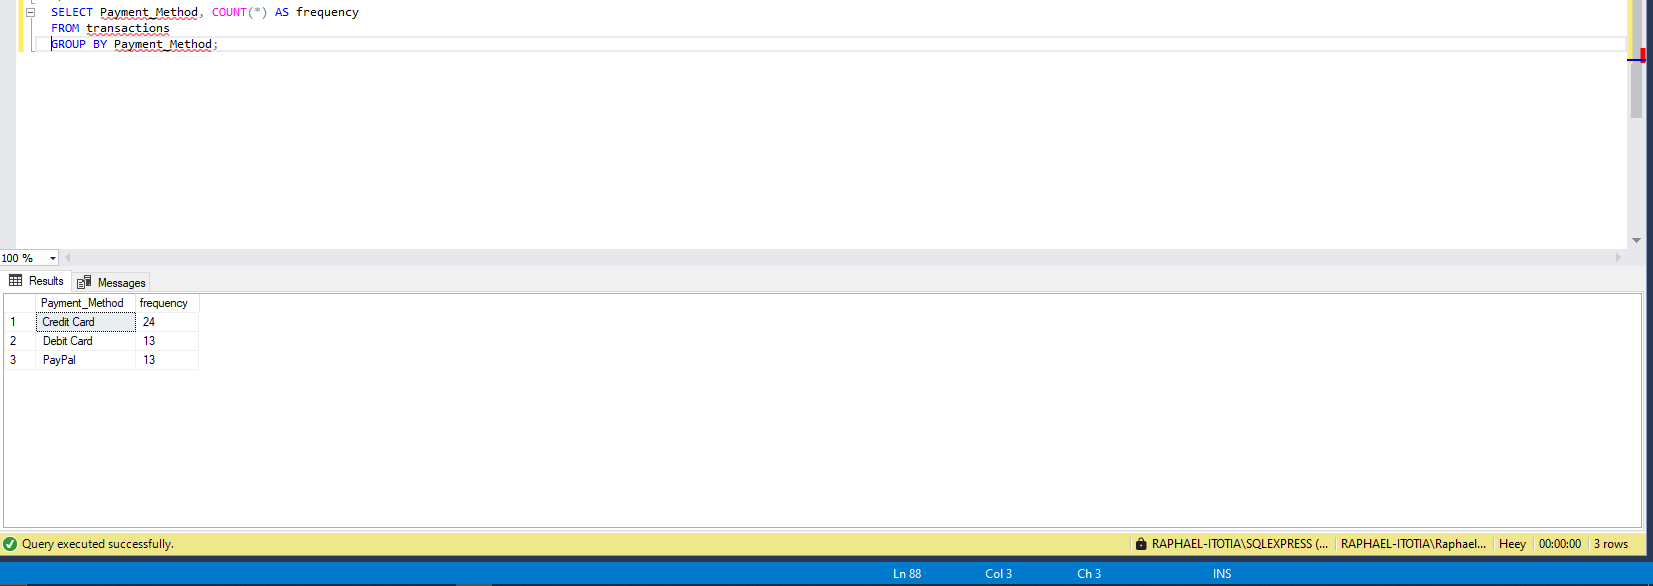 SELECT Payment_Method, COUNT(*) AS frequency
FROM transactions
GROUP BY Payment_Method;
100 %
Results Messages
Payment_Method frequency
1 Credit Card 24
2 Debit Card 13
3 PayPal 13
Query executed successfully. RAPHAEL-ITOTIA\SQLEXPRESS (... RAPHAEL-ITOTIA\Raphael... Heey 00:00:00 3 rows
Ln 88 Col 3 Ch 3 INS